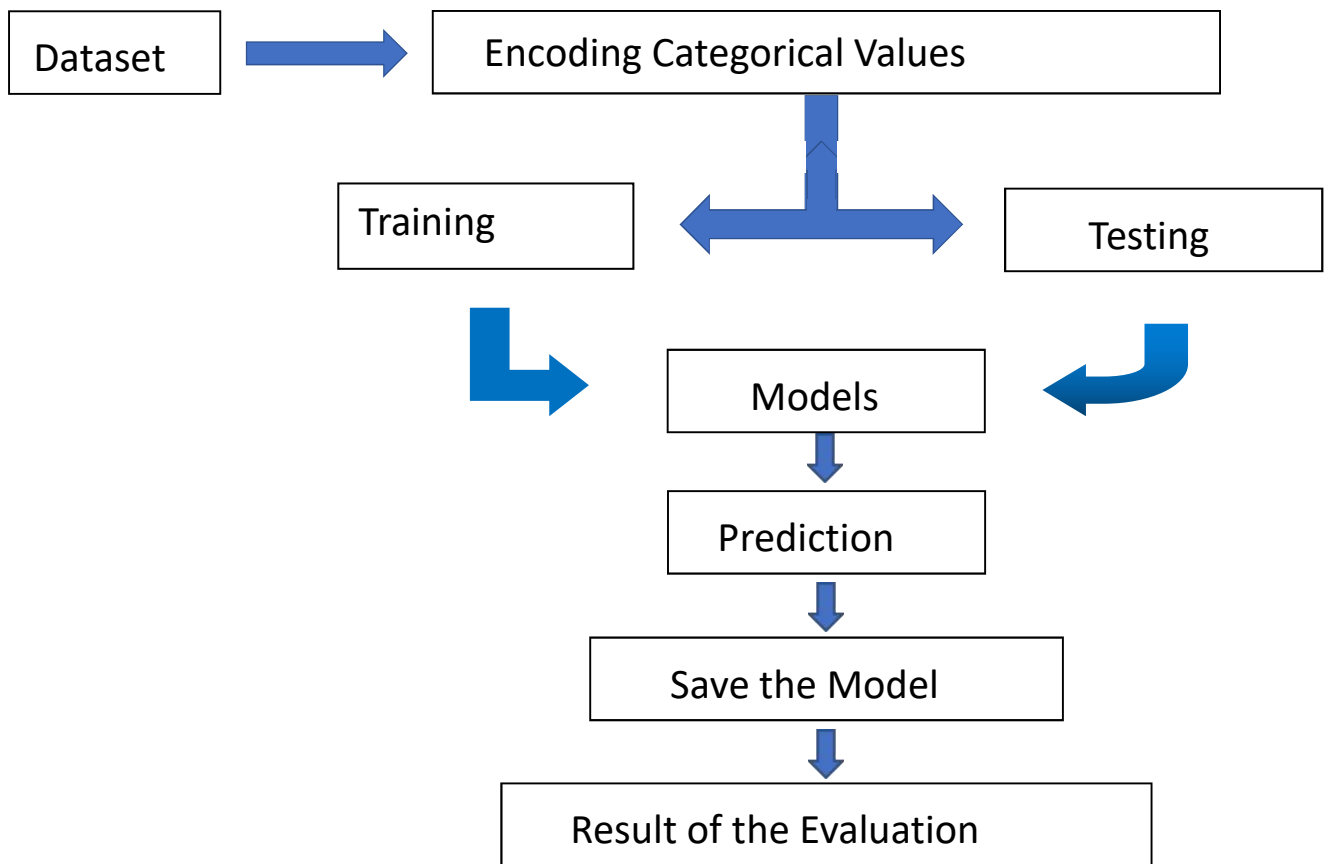 Dataset
Encoding Categorical Values
Training
Testing
Models
Prediction
Save the Model
Result of the Evaluation